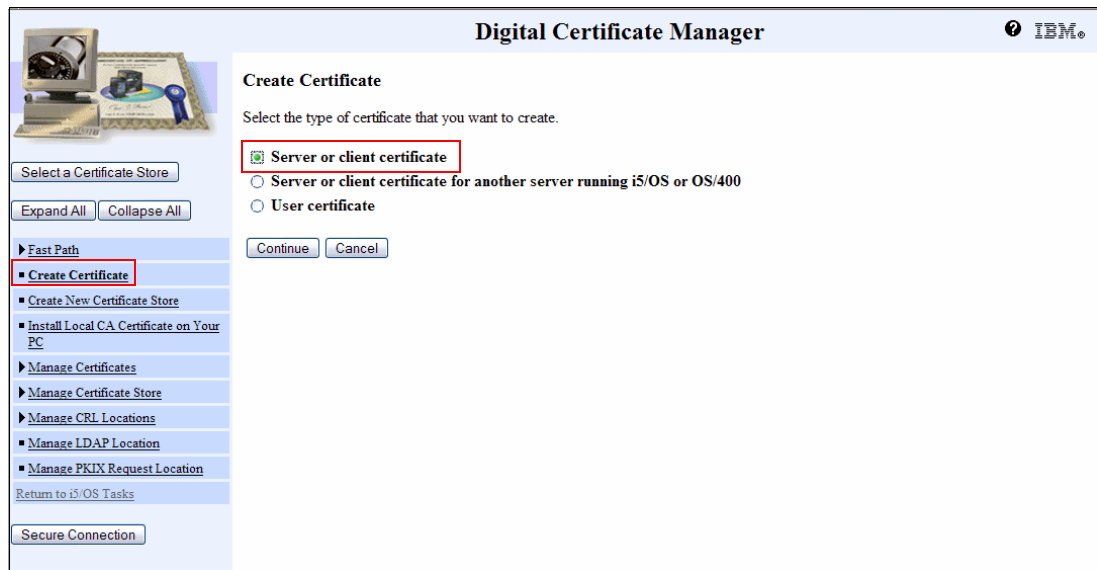 Digital Certificate Manager
? IBM®
Select a Certificate Store
Expand All Collapse All
Fast Path
Create Certificate
Create New Certificate Store
Install Local CA Certificate on Your
PC
Manage Certificates
Manage Certificate Store
Manage CRL Locations
Manage LDAP Location
Manage PKIX Request Location
Return to i5/OS Tasks
Secure Connection
Create Certificate
Select the type of certificate that you want to create.
Server or client certificate
Server or client certificate for another server running i5/OS or OS/400
User certificate
Continue Cancel